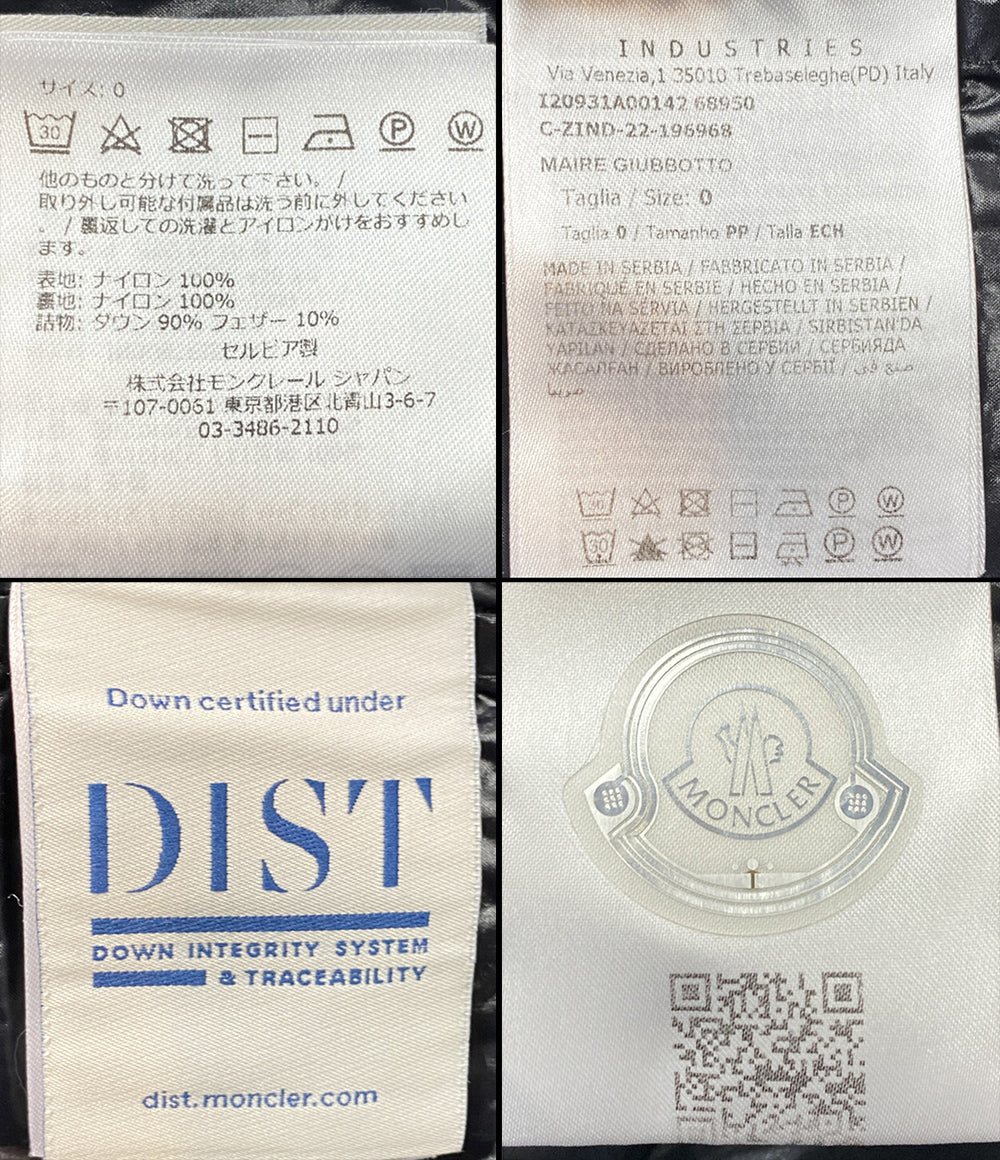 サイズ: 0
30
P
W
他のものと分けて洗って下さい。 /
取り外し可能な付属品は洗う前に外してください
。 / 裏返しての洗濯とアイロンがけをおすすめし
ます。
表地: ナイロン 100%
裏地: ナイロン 100%
詰物: ダウン 90% フェザー 10%
セルビア製
株式会社モンクレール ジャパン
〒107-0061 東京都港区北青山3-6-7
03-3486-2110
INDUSTRIES
Via Venezia,1 35010 Trebaseleghe(PD) Italy
I20931A00142 68950
C-ZIND-22-196968
MAIRE GIUBBOTTO
Taglia / Size: 0
Taglia 0 / Tamanho PP / Talla ECH
MADE IN SERBIA / FABBRICATO IN SERBIA /
FABRIQUÉ EN SERBIE / HECHO EN SERBIA /
FEITO NA SÉRVIA / HERGESTELLT IN SERBIEN /
ΚΑΤΑΣΚΕΥΑΖΕΤΑΙ ΣΤΗ ΣΕΡΒΙΑ / SIRBISTAN'DA
YAPILAN / СДЕЛАНО В СЕРБИИ / СЕРБИЯДА
ЖАСАЛҒАН / ВИРОБЛЕНО У СЕРБІЇ / صنع في
صربيا
30
P
W
30
P
W
Down certified under
DIST
DOWN INTEGRITY SYSTEM
& TRACEABILITY
dist.moncler.com
MONCLER